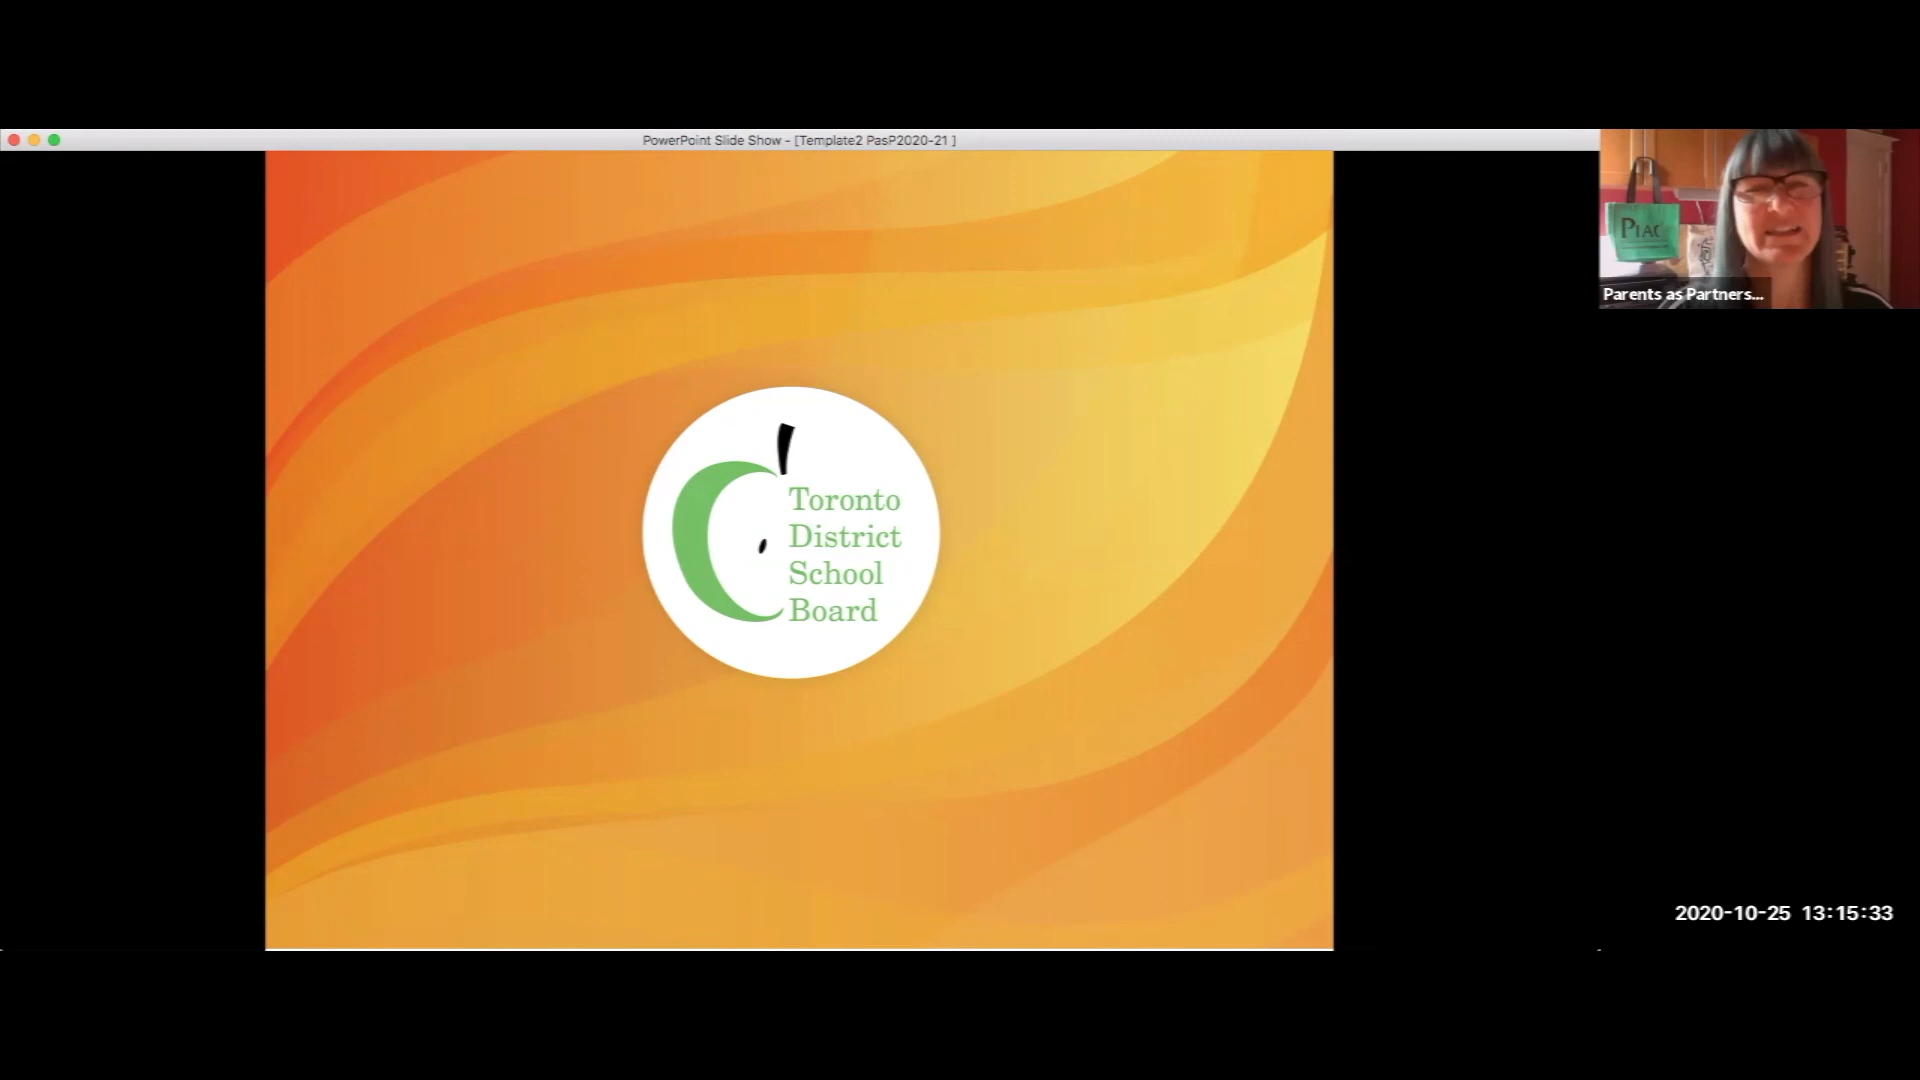 PowerPoint Slide Show - [Template2 PasP2020-21 ]
PIAC
Parents as Partners...
Toronto
District
School
Board
2020-10-25 13:15:33